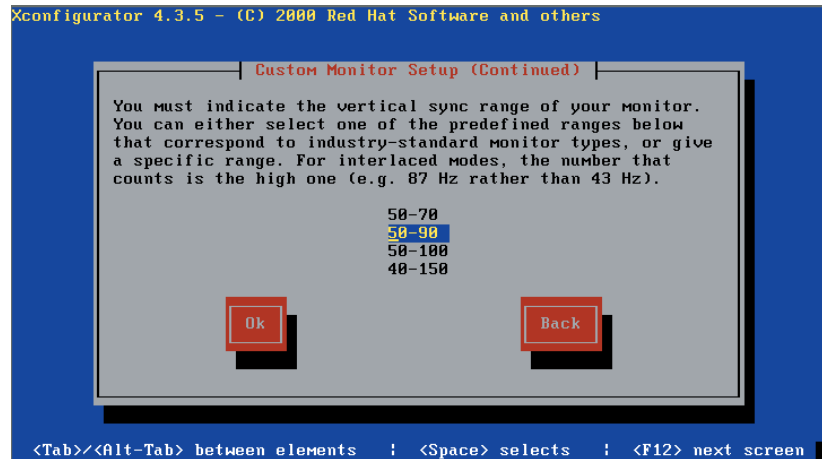 Xconfigurator 4.3.5 - (C) 2000 Red Hat Software and others
Custom Monitor Setup (Continued)
You must indicate the vertical sync range of your monitor.
You can either select one of the predefined ranges below
that correspond to industry-standard monitor types, or give
a specific range. For interlaced modes, the number that
counts is the high one (e.g. 87 Hz rather than 43 Hz).
50-70
50-90
50-100
40-150
Ok Back
<Tab>/<Alt-Tab> between elements ¦ <Space> selects ¦ <F12> next screen